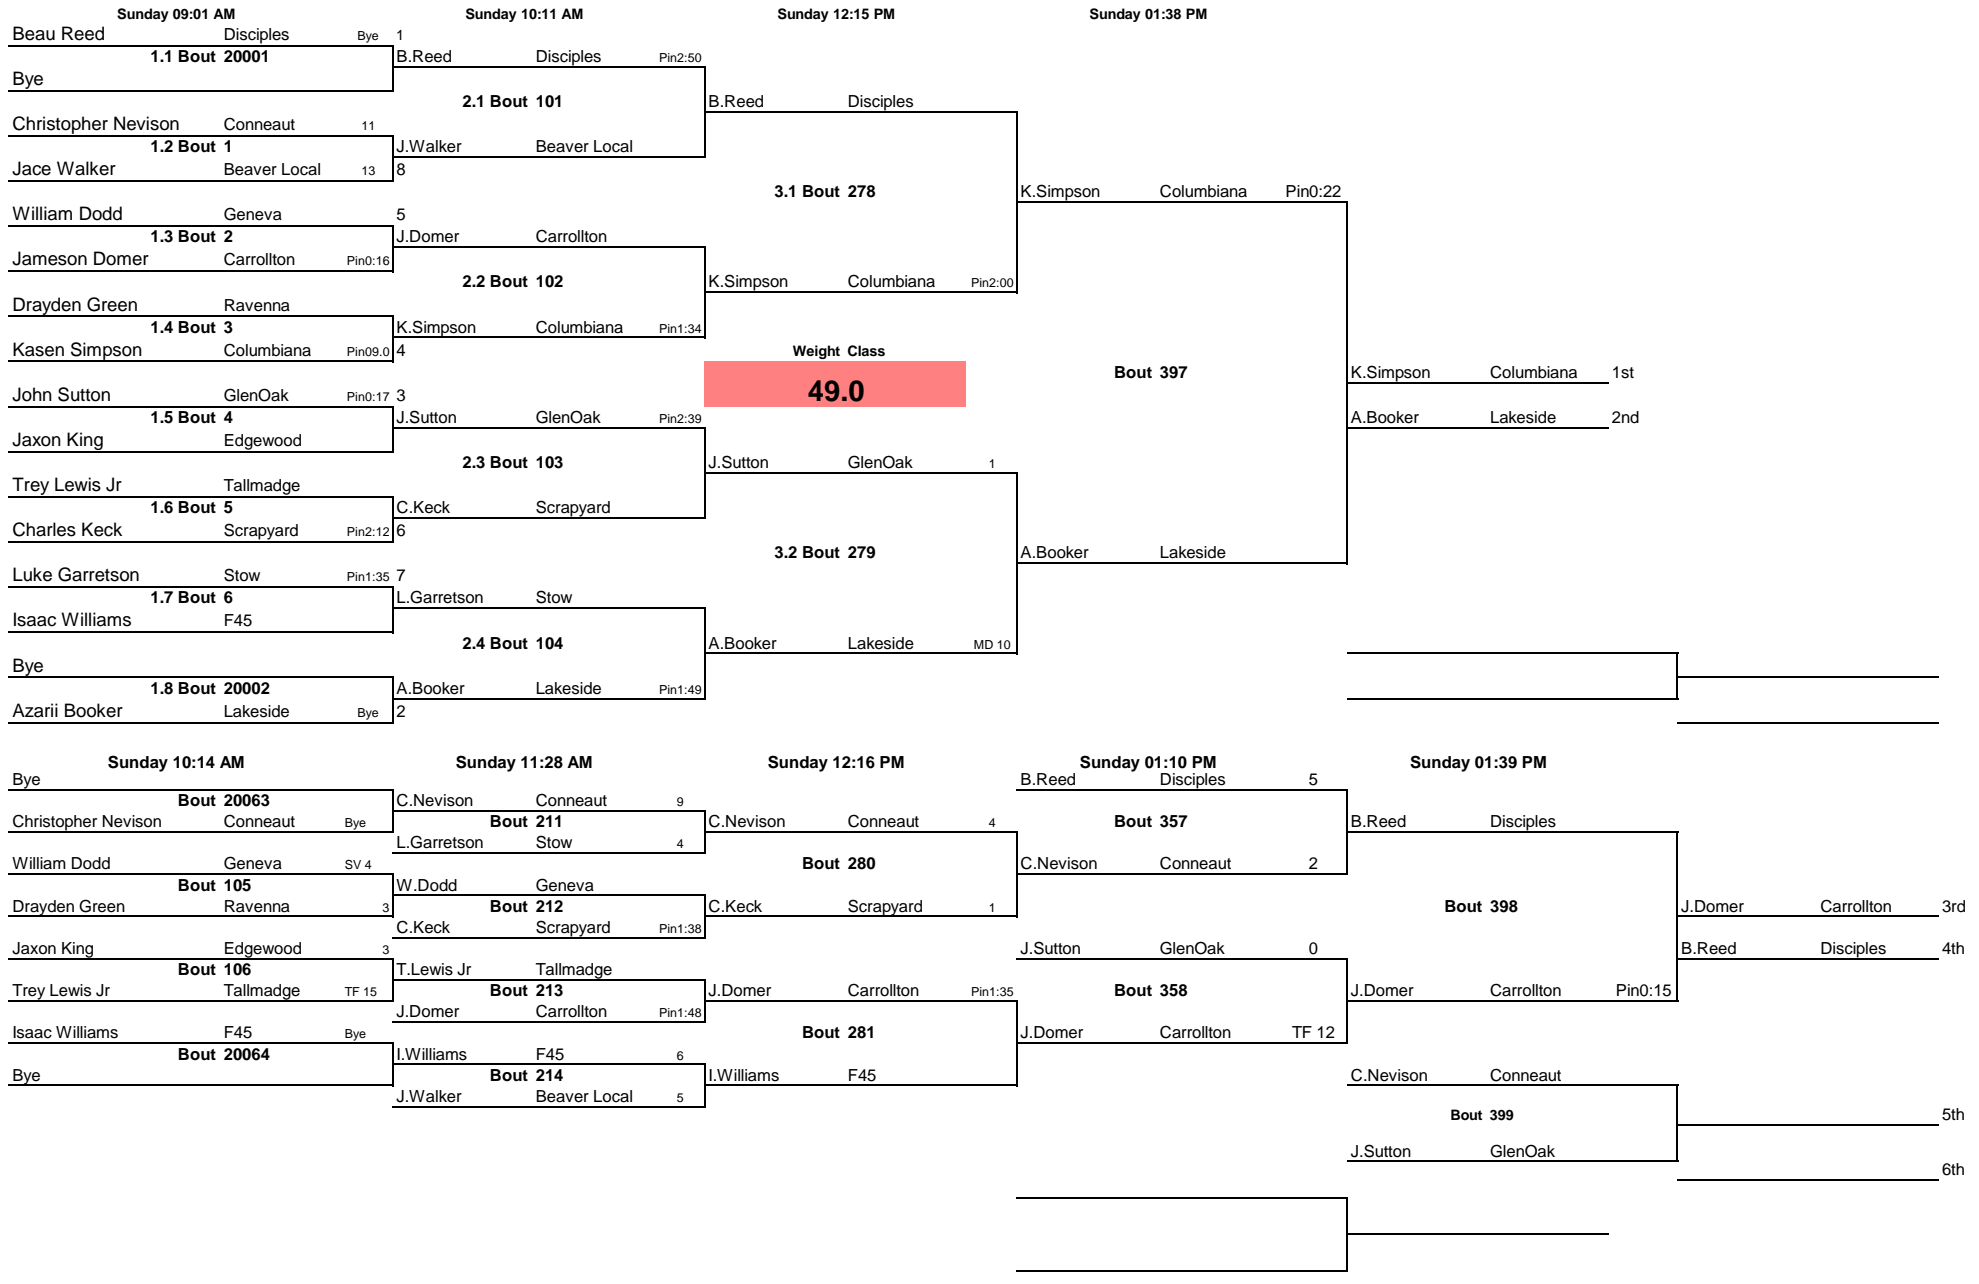 Sunday 09:01 AM Sunday 10:11 AM Sunday 12:15 PM Sunday 01:38 PM
Beau Reed Disciples Bye 1
1.1 Bout 20001 B.Reed Disciples Pin2:50
Bye
2.1 Bout 101 B.Reed Disciples
Christopher Nevison Conneaut 11
1.2 Bout 1 J.Walker Beaver Local
Jace Walker Beaver Local 13 8
3.1 Bout 278 K.Simpson Columbiana Pin0:22
William Dodd Geneva 5
1.3 Bout 2 J.Domer Carrollton
Jameson Domer Carrollton Pin0:16
2.2 Bout 102 K.Simpson Columbiana Pin2:00
Drayden Green Ravenna
1.4 Bout 3 K.Simpson Columbiana Pin1:34
Kasen Simpson Columbiana Pin09.0 4 Weight Class
Bout 397 K.Simpson Columbiana 1st
John Sutton GlenOak Pin0:17 3 49.0
1.5 Bout 4 J.Sutton GlenOak Pin2:39 A.Booker Lakeside 2nd
Jaxon King Edgewood
2.3 Bout 103 J.Sutton GlenOak 1
Trey Lewis Jr Tallmadge
1.6 Bout 5 C.Keck Scrapyard
Charles Keck Scrapyard Pin2:12 6
3.2 Bout 279 A.Booker Lakeside
Luke Garretson Stow Pin1:35 7
1.7 Bout 6 L.Garretson Stow
Isaac Williams F45
2.4 Bout 104 A.Booker Lakeside MD 10
Bye
1.8 Bout 20002 A.Booker Lakeside Pin1:49
Azarii Booker Lakeside Bye 2
Sunday 10:14 AM Sunday 11:28 AM Sunday 12:16 PM Sunday 01:10 PM Sunday 01:39 PM
Bye B.Reed Disciples 5
Bout 20063 C.Nevison Conneaut 9
Christopher Nevison Conneaut Bye Bout 211 C.Nevison Conneaut 4 Bout 357 B.Reed Disciples
L.Garretson Stow 4
William Dodd Geneva SV 4 Bout 280 C.Nevison Conneaut 2
Bout 105 W.Dodd Geneva
Drayden Green Ravenna 3 Bout 212 C.Keck Scrapyard 1 Bout 398 J.Domer Carrollton 3rd
C.Keck Scrapyard Pin1:38
Jaxon King Edgewood 3 J.Sutton GlenOak 0 B.Reed Disciples 4th
Bout 106 T.Lewis Jr Tallmadge
Trey Lewis Jr Tallmadge TF 15 Bout 213 J.Domer Carrollton Pin1:35 Bout 358 J.Domer Carrollton Pin0:15
J.Domer Carrollton Pin1:48
Isaac Williams F45 Bye Bout 281 J.Domer Carrollton TF 12
Bout 20064 I.Williams F45 6
Bye Bout 214 I.Williams F45 C.Nevison Conneaut
J.Walker Beaver Local 5
Bout 399 5th
J.Sutton GlenOak
6th